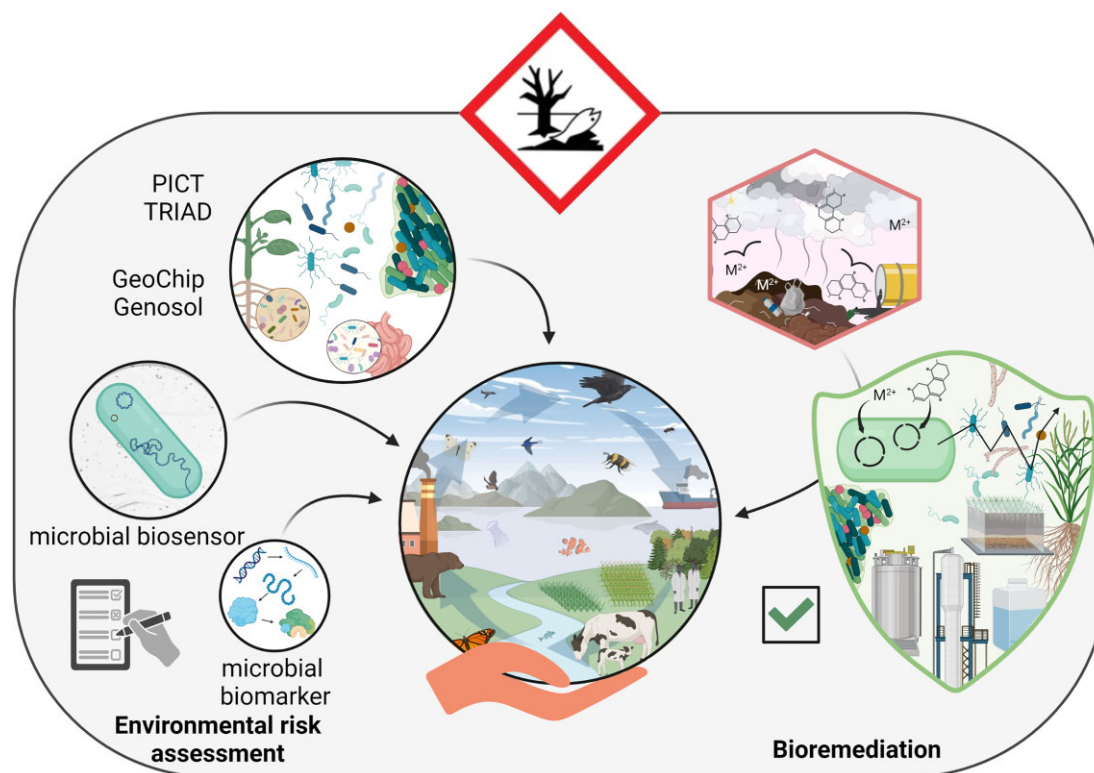 PICT
TRIAD
GeoChip
Genosol
microbial biosensor
microbial
biomarker
Environmental risk
assessment
M²⁺
M²⁺
M²⁺
M²⁺
Bioremediation